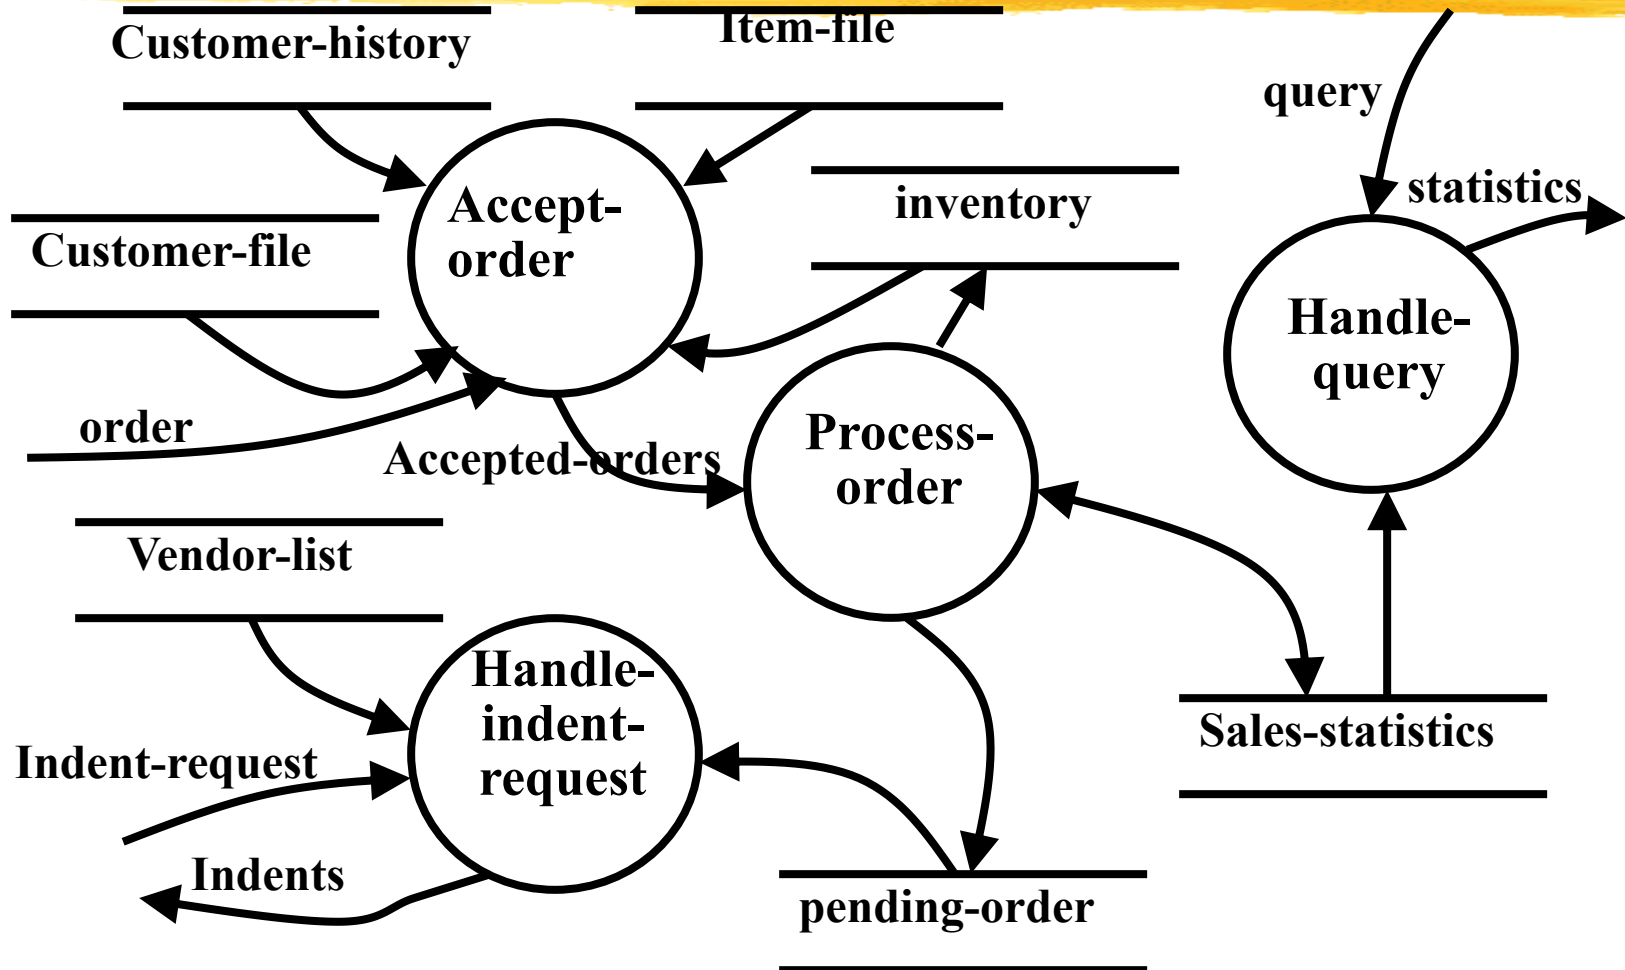 Customer-history
Item-file
query
statistics
Accept-
order
inventory
Customer-file
Handle-
query
order
Accepted-orders
Process-
order
Vendor-list
Handle-
indent-
request
Indent-request
Sales-statistics
Indents
pending-order